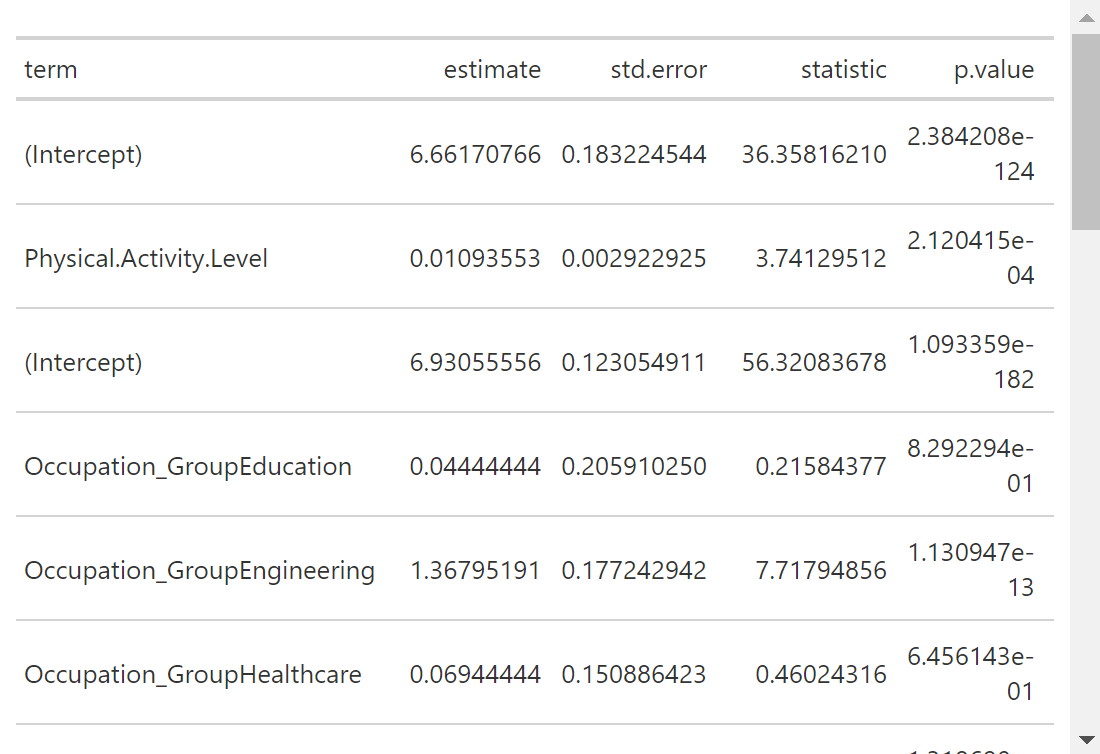 term estimate std.error statistic p.value
(Intercept) 6.66170766 0.183224544 36.35816210 2.384208e-
124
Physical.Activity.Level 0.01093553 0.002922925 3.74129512 2.120415e-
04
(Intercept) 6.93055556 0.123054911 56.32083678 1.093359e-
182
Occupation_GroupEducation 0.04444444 0.205910250 0.21584377 8.292294e-
01
Occupation_GroupEngineering 1.36795191 0.177242942 7.71794856 1.130947e-
13
Occupation_GroupHealthcare 0.06944444 0.150886423 0.46024316 6.456143e-
01